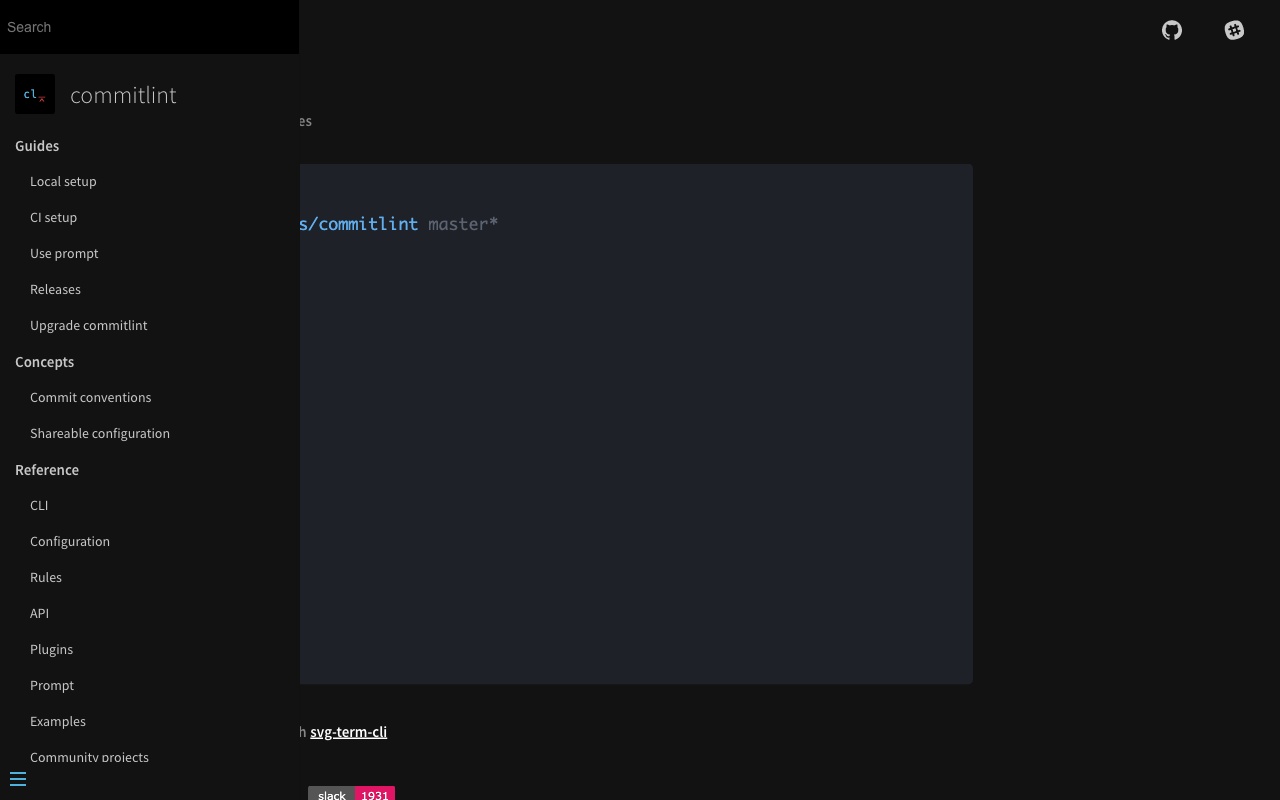 Search
cl
commitlint
Guides
Local setup
CI setup
Use prompt
Releases
Upgrade commitlint
Concepts
Commit conventions
Shareable configuration
Reference
CLI
Configuration
Rules
API
Plugins
Prompt
Examples
Community projects
es
s/commitlint master*
h svg-term-cli
slack 1931